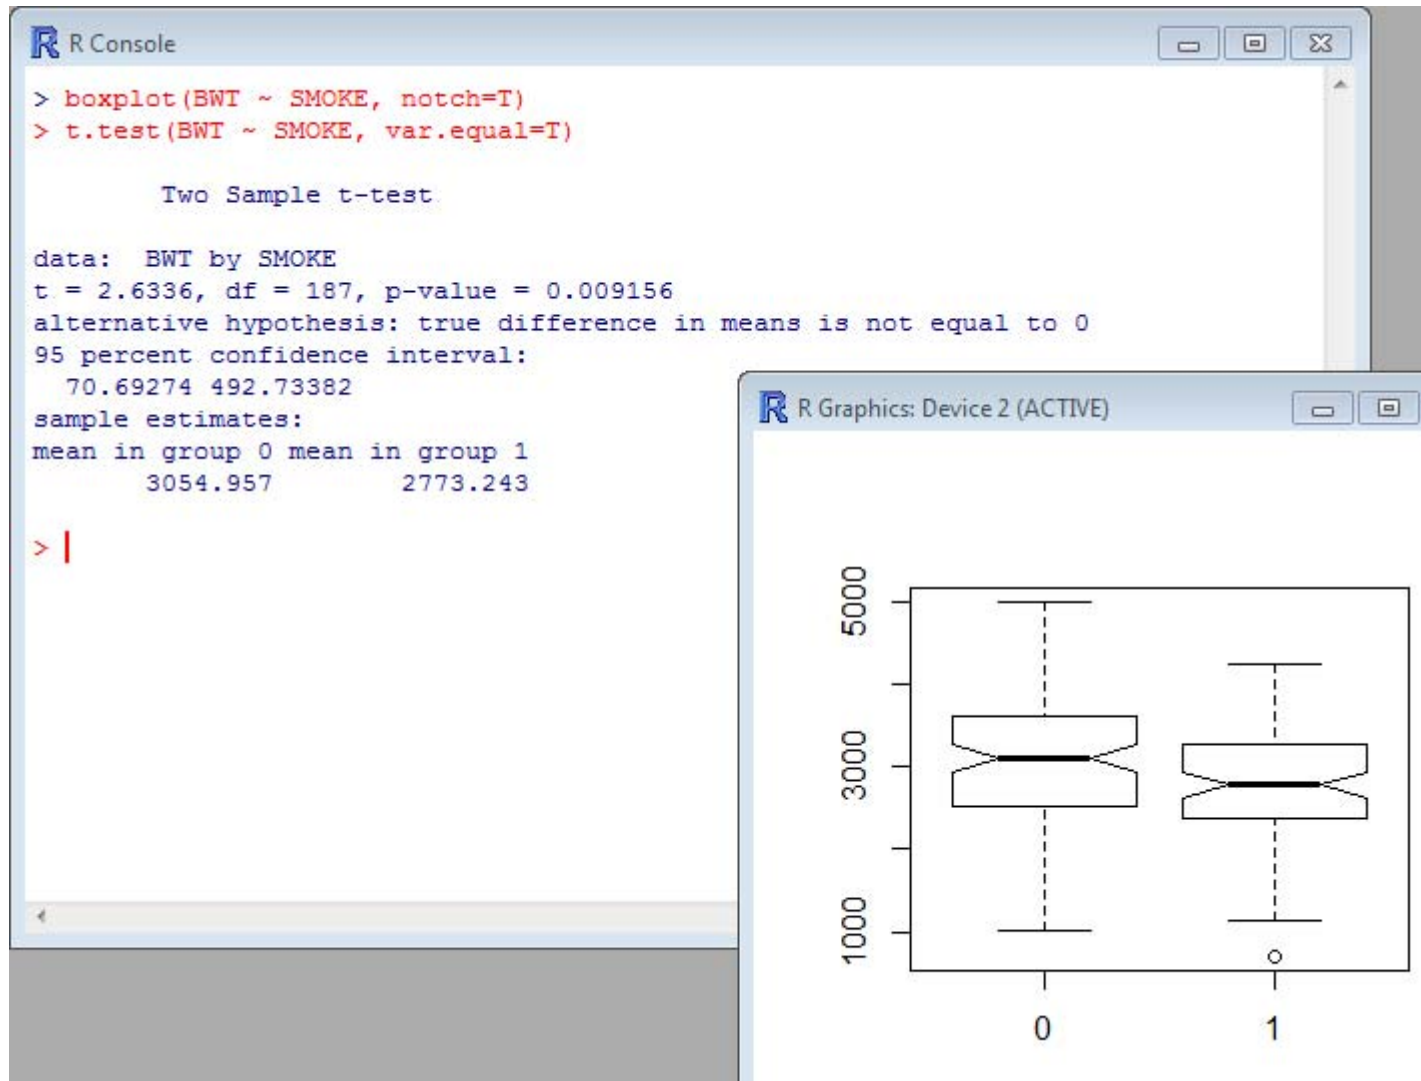 R Console
> boxplot(BWT ~ SMOKE, notch=T)
> t.test(BWT ~ SMOKE, var.equal=T)
Two Sample t-test
data:  BWT by SMOKE
t = 2.6336, df = 187, p-value = 0.009156
alternative hypothesis: true difference in means is not equal to 0
95 percent confidence interval:
70.69274 492.73382
sample estimates:
mean in group 0 mean in group 1
3054.957 2773.243
>
R Graphics: Device 2 (ACTIVE)
5000
3000
1000
0 1